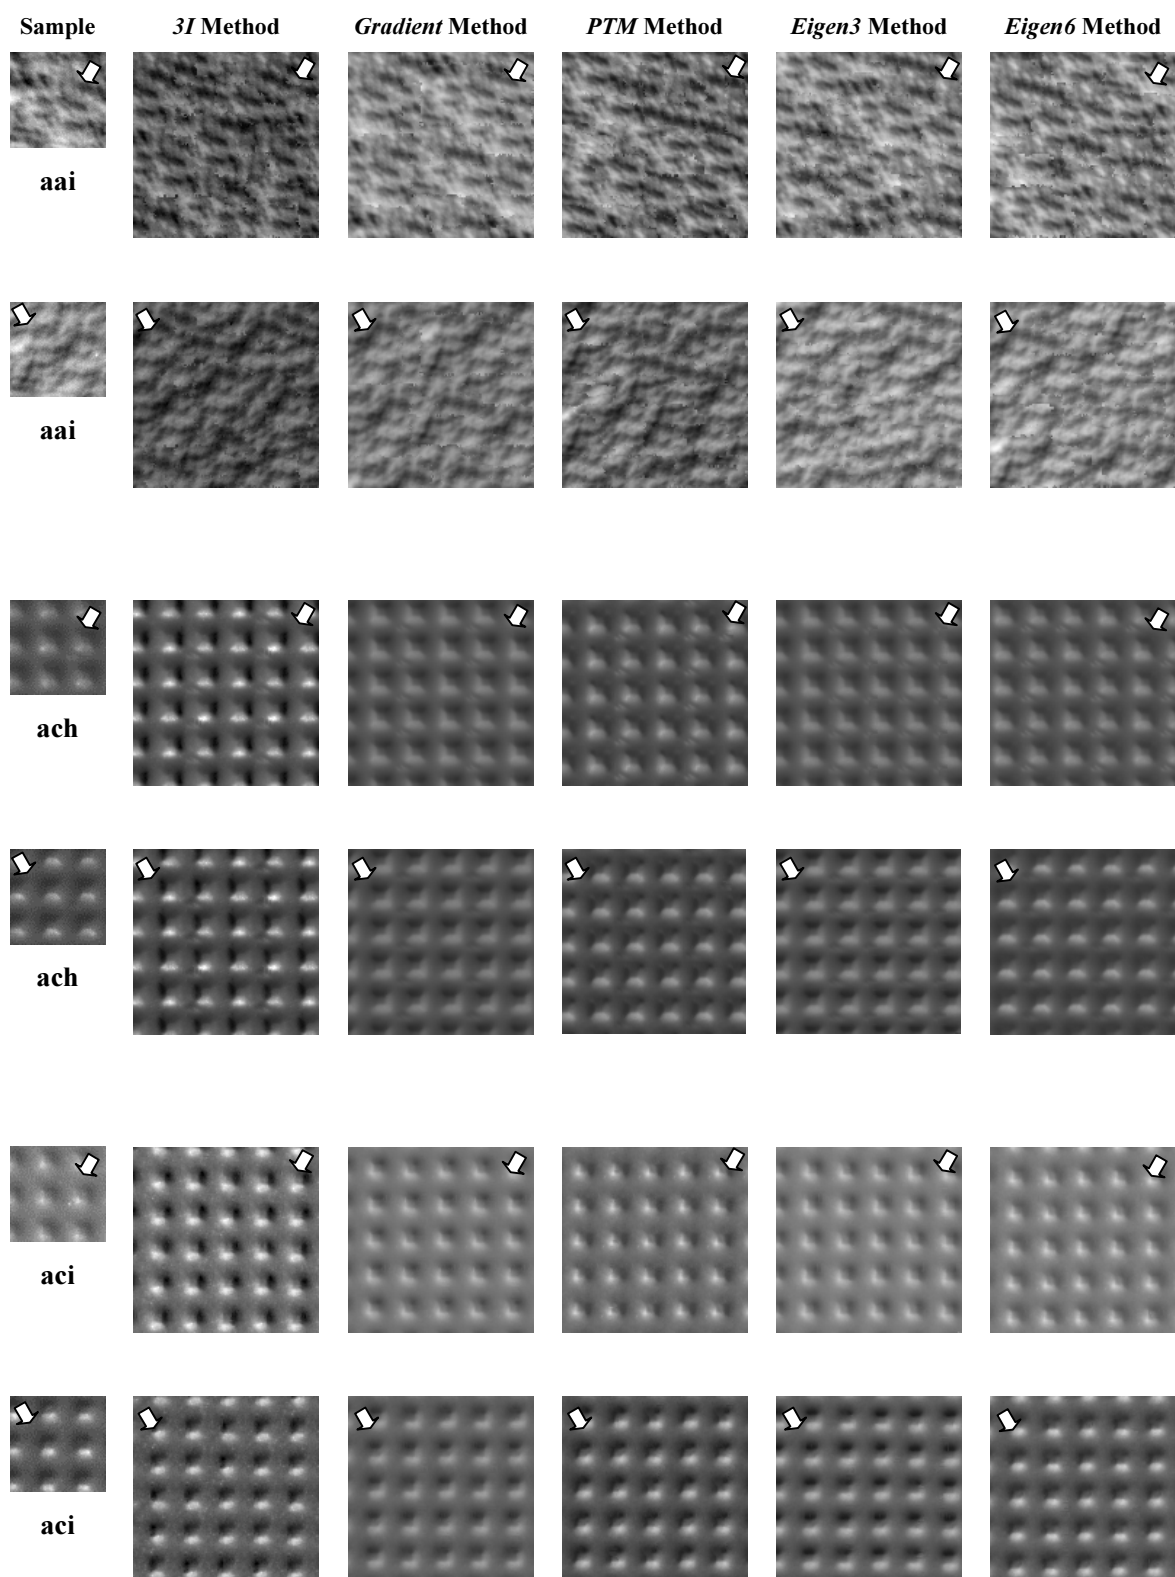 Sample 3I Method Gradient Method PTM Method Eigen3 Method Eigen6 Method
aai
aai
ach
ach
aci
aci